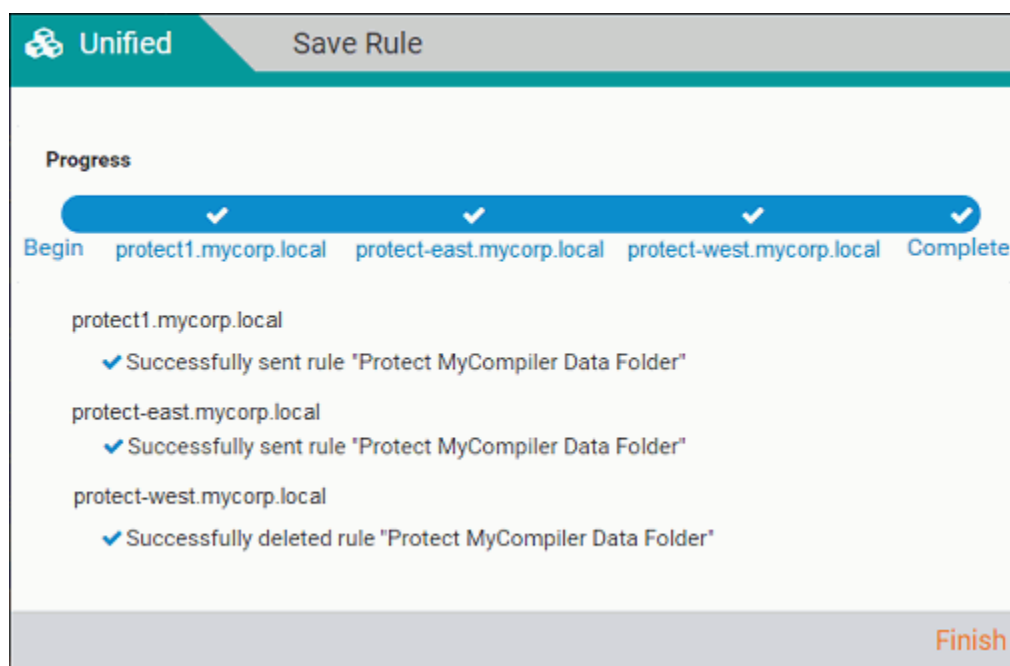 Unified Save Rule
Progress
Begin protect1.mycorp.local protect-east.mycorp.local protect-west.mycorp.local Complete
protect1.mycorp.local
Successfully sent rule "Protect MyCompiler Data Folder"
protect-east.mycorp.local
Successfully sent rule "Protect MyCompiler Data Folder"
protect-west.mycorp.local
Successfully deleted rule "Protect MyCompiler Data Folder"
Finish